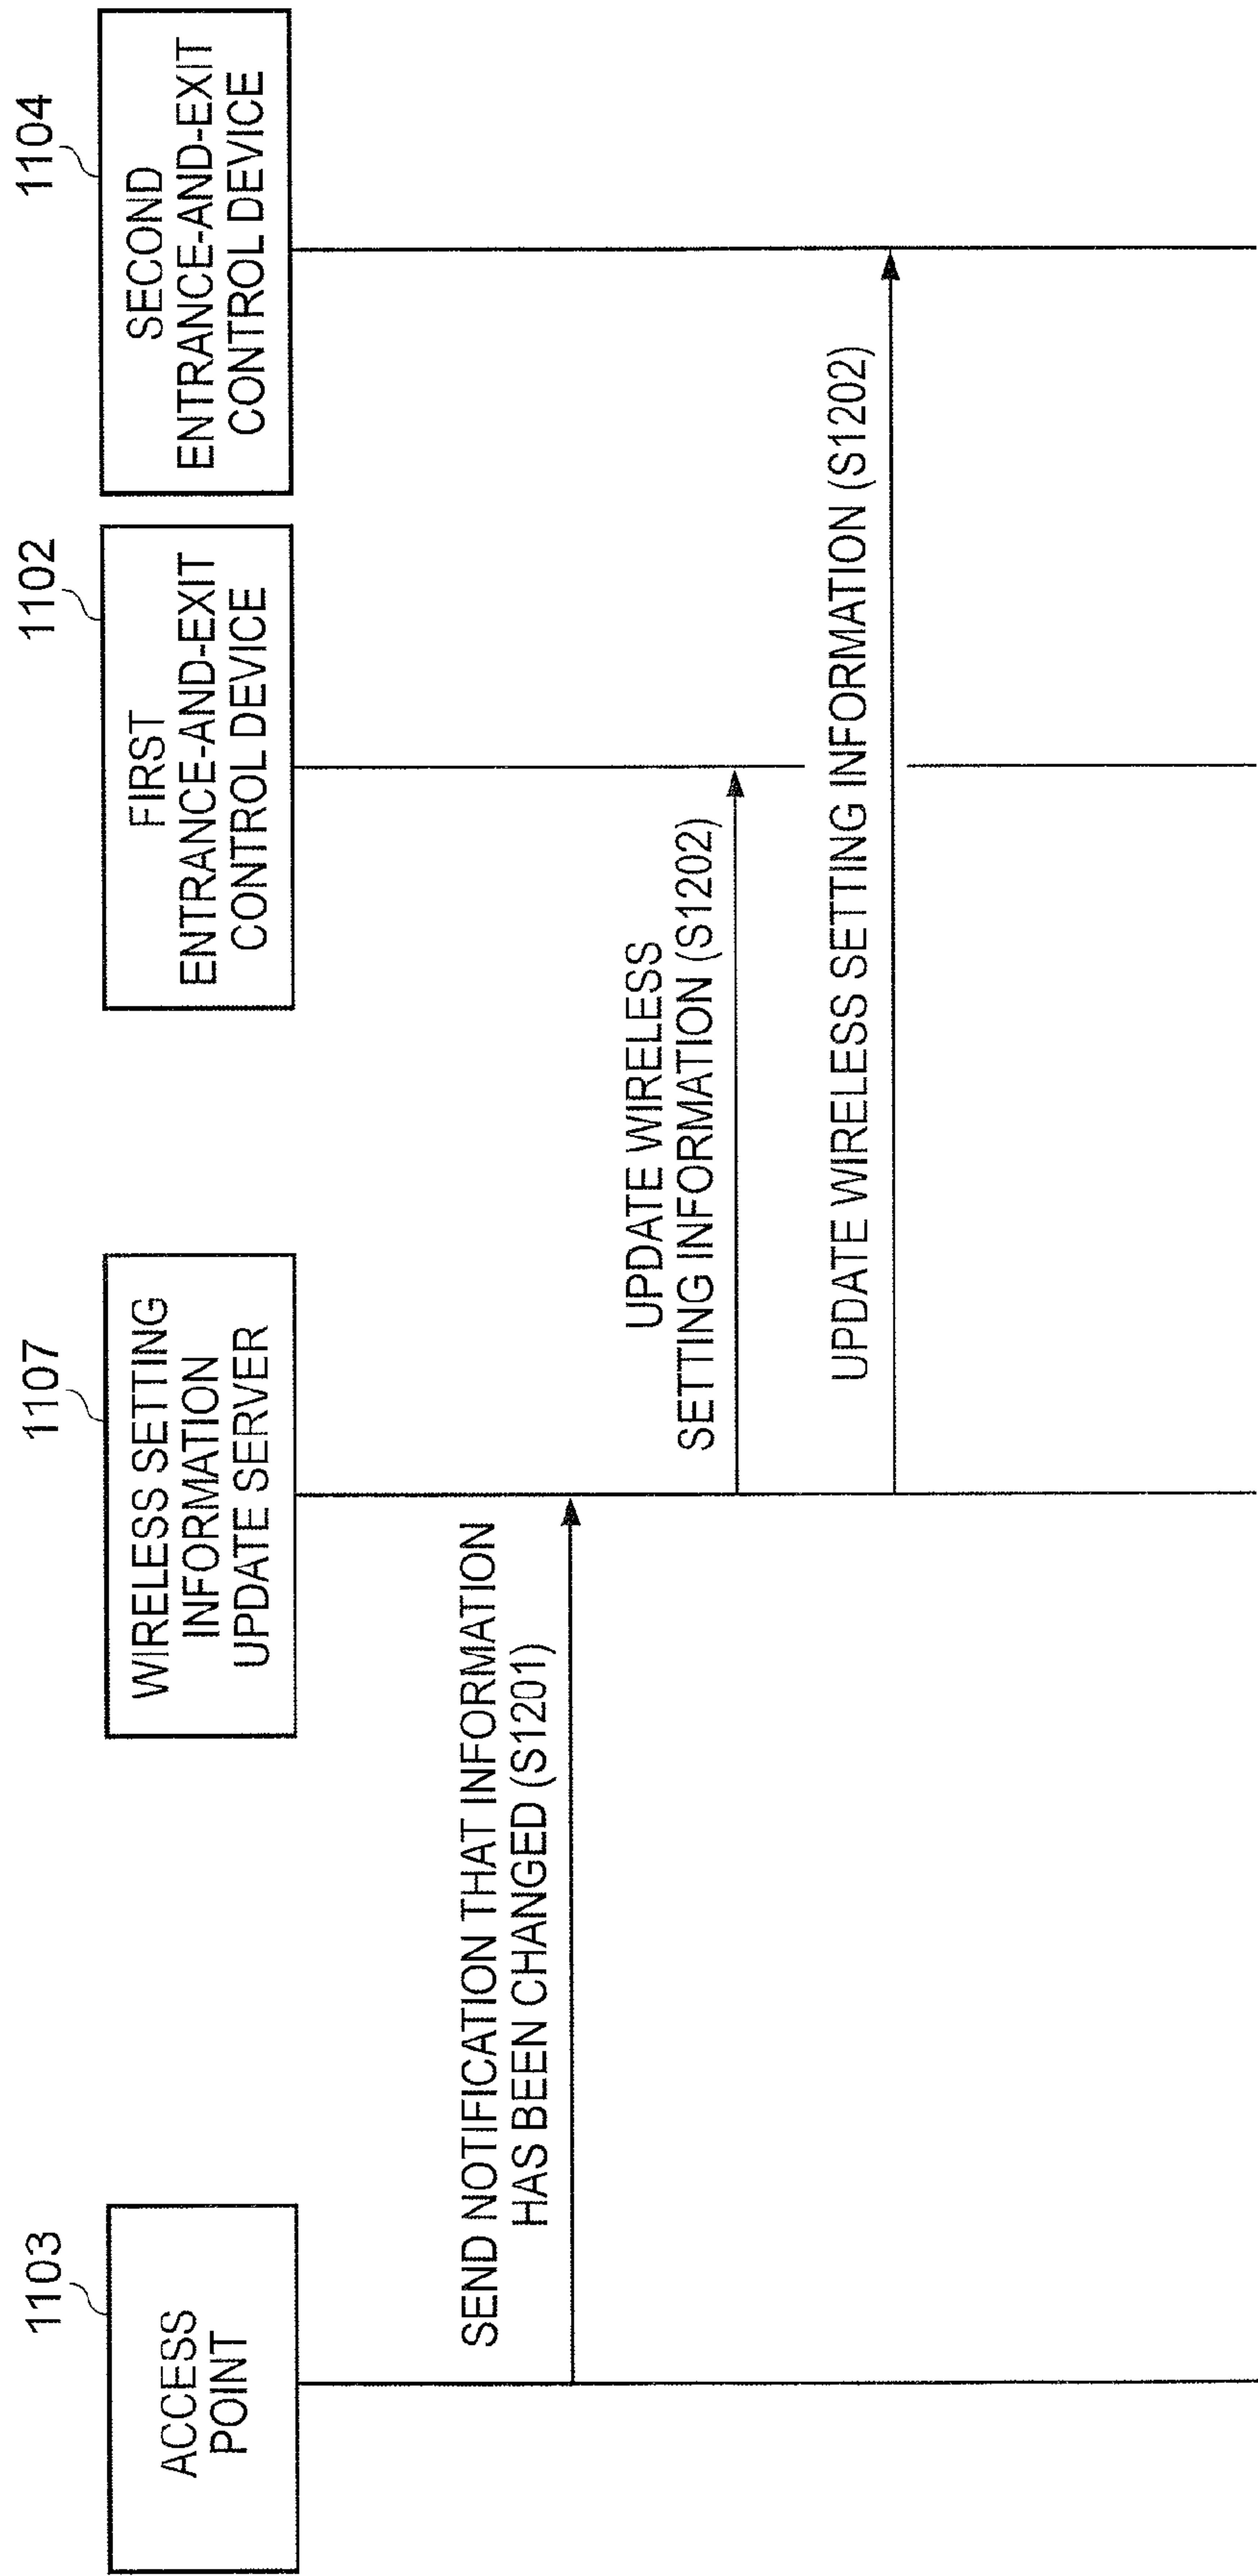 1103
ACCESS
POINT
1107
WIRELESS SETTING
INFORMATION
UPDATE SERVER
1102
FIRST
ENTRANCE-AND-EXIT
CONTROL DEVICE
1104
SECOND
ENTRANCE-AND-EXIT
CONTROL DEVICE
SEND NOTIFICATION THAT INFORMATION
HAS BEEN CHANGED (S1201)
UPDATE WIRELESS
SETTING INFORMATION (S1202)
UPDATE WIRELESS SETTING INFORMATION (S1202)